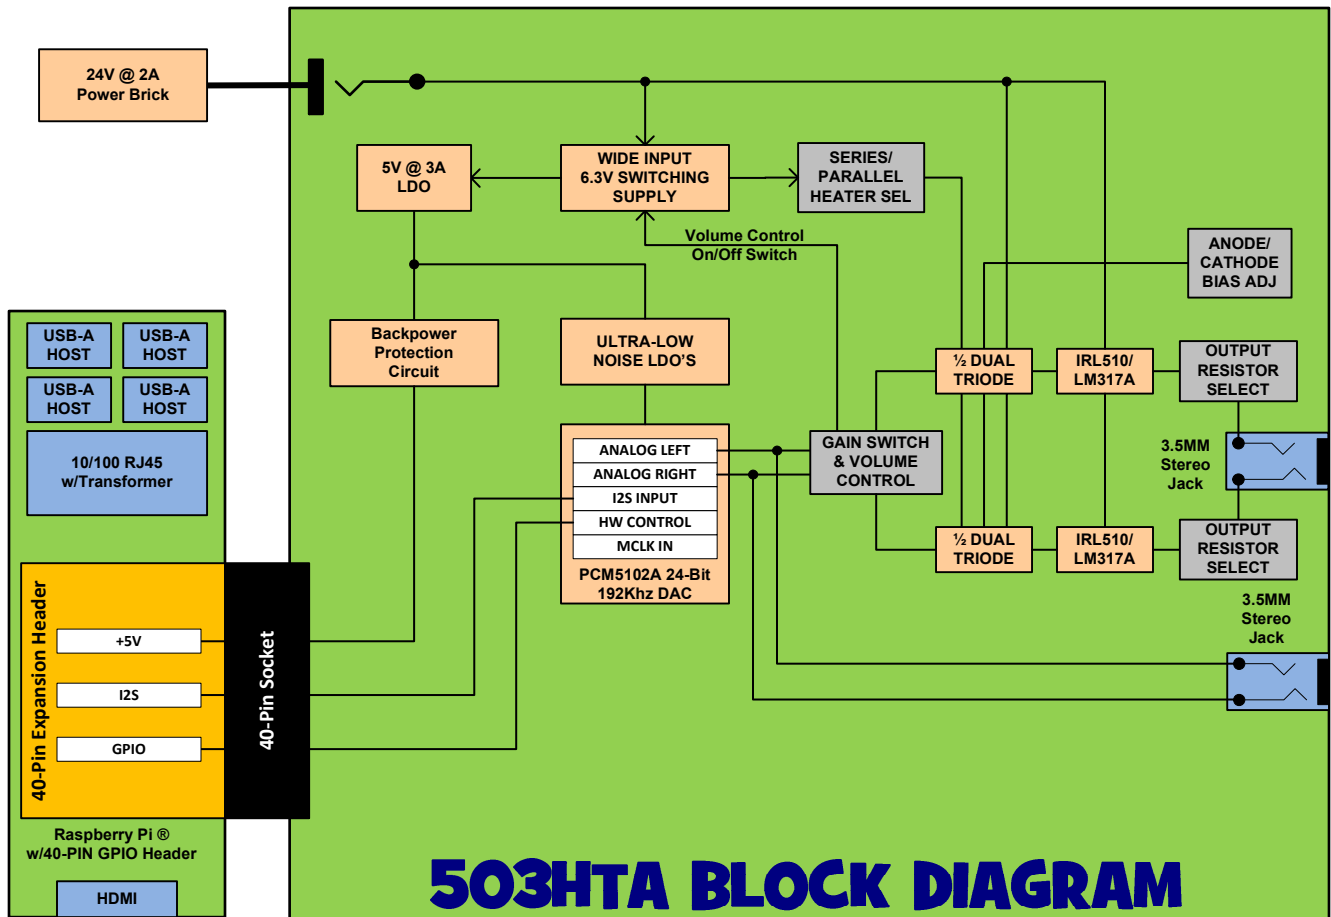 24V @ 2A
Power Brick
5V @ 3A
LDO
WIDE INPUT
6.3V SWITCHING
SUPPLY
SERIES/
PARALLEL
HEATER SEL
Volume Control
On/Off Switch
ANODE/
CATHODE
BIAS ADJ
USB-A
HOST
USB-A
HOST
USB-A
HOST
USB-A
HOST
10/100 RJ45
w/Transformer
Backpower
Protection
Circuit
ULTRA-LOW
NOISE LDO'S
½ DUAL
TRIODE
IRL510/
LM317A
OUTPUT
RESISTOR
SELECT
ANALOG LEFT
ANALOG RIGHT
I2S INPUT
HW CONTROL
MCLK IN
PCM5102A 24-Bit
192Khz DAC
GAIN SWITCH
& VOLUME
CONTROL
3.5MM
Stereo
Jack
½ DUAL
TRIODE
IRL510/
LM317A
OUTPUT
RESISTOR
SELECT
3.5MM
Stereo
Jack
40-Pin Expansion Header
+5V
I2S
GPIO
40-Pin Socket
Raspberry Pi ®
w/40-PIN GPIO Header
HDMI
503HTA BLOCK DIAGRAM